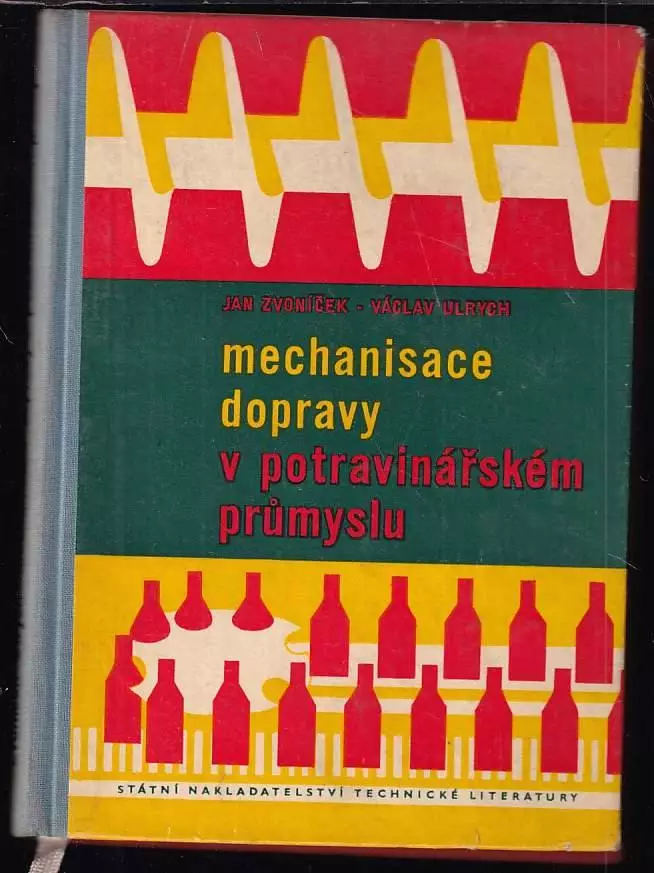 JAN ZVONÍČEK - VÁCLAV ULRYCH
mechanisace
dopravy
v potravinářském
průmyslu
STÁTNÍ NAKLADATELSTVÍ TECHNICKÉ LITERATURY